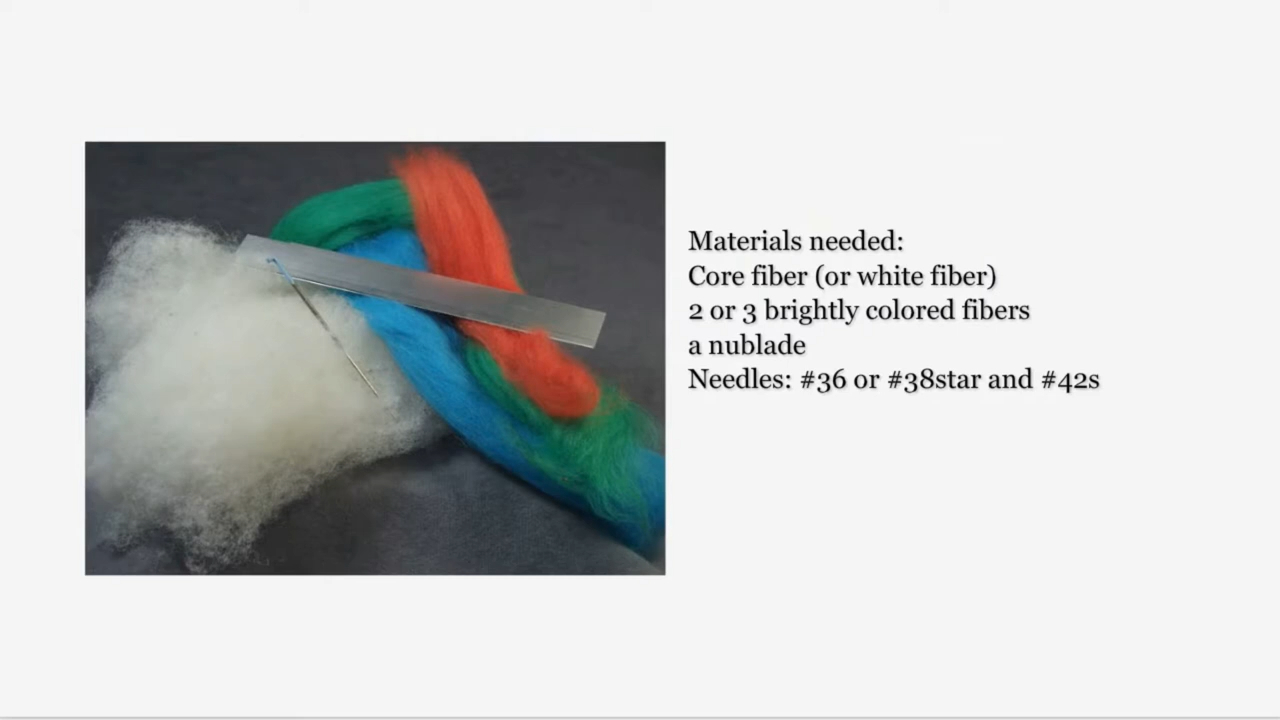 Materials needed:
Core fiber (or white fiber)
2 or 3 brightly colored fibers
a nublade
Needles: #36 or #38star and #42s